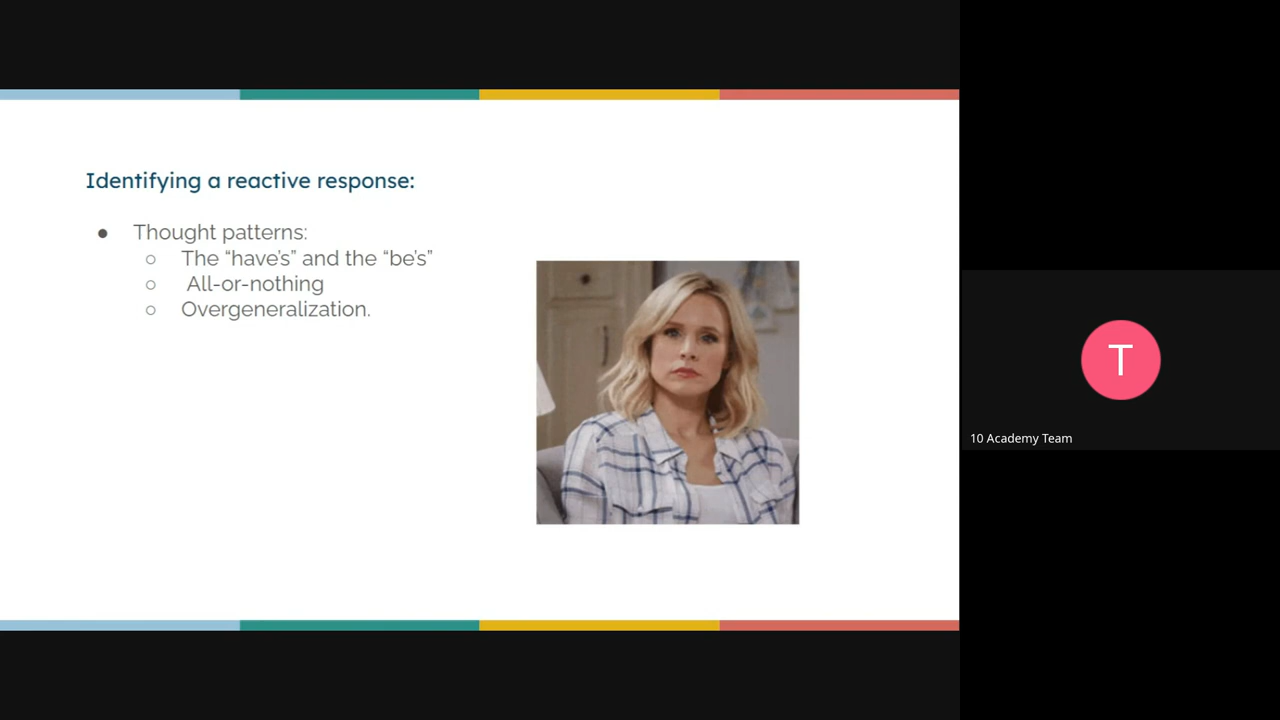 Identifying a reactive response:
● Thought patterns:
○ The “have’s” and the “be’s”
○ All-or-nothing
○ Overgeneralization.
T
10 Academy Team